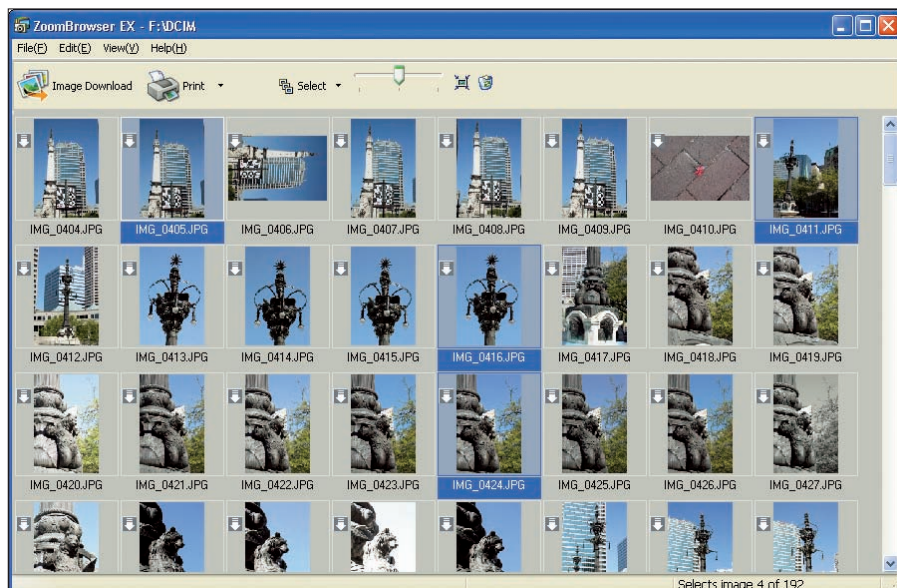 ZoomBrowser EX - F:\DCIM
File(F) Edit(E) View(V) Help(H)
Image Download Print Select
IMG_0404.JPG IMG_0405.JPG IMG_0406.JPG IMG_0407.JPG IMG_0408.JPG IMG_0409.JPG IMG_0410.JPG IMG_0411.JPG
IMG_0412.JPG IMG_0413.JPG IMG_0414.JPG IMG_0415.JPG IMG_0416.JPG IMG_0417.JPG IMG_0418.JPG IMG_0419.JPG
IMG_0420.JPG IMG_0421.JPG IMG_0422.JPG IMG_0423.JPG IMG_0424.JPG IMG_0425.JPG IMG_0426.JPG IMG_0427.JPG
Selects image 4 of 192